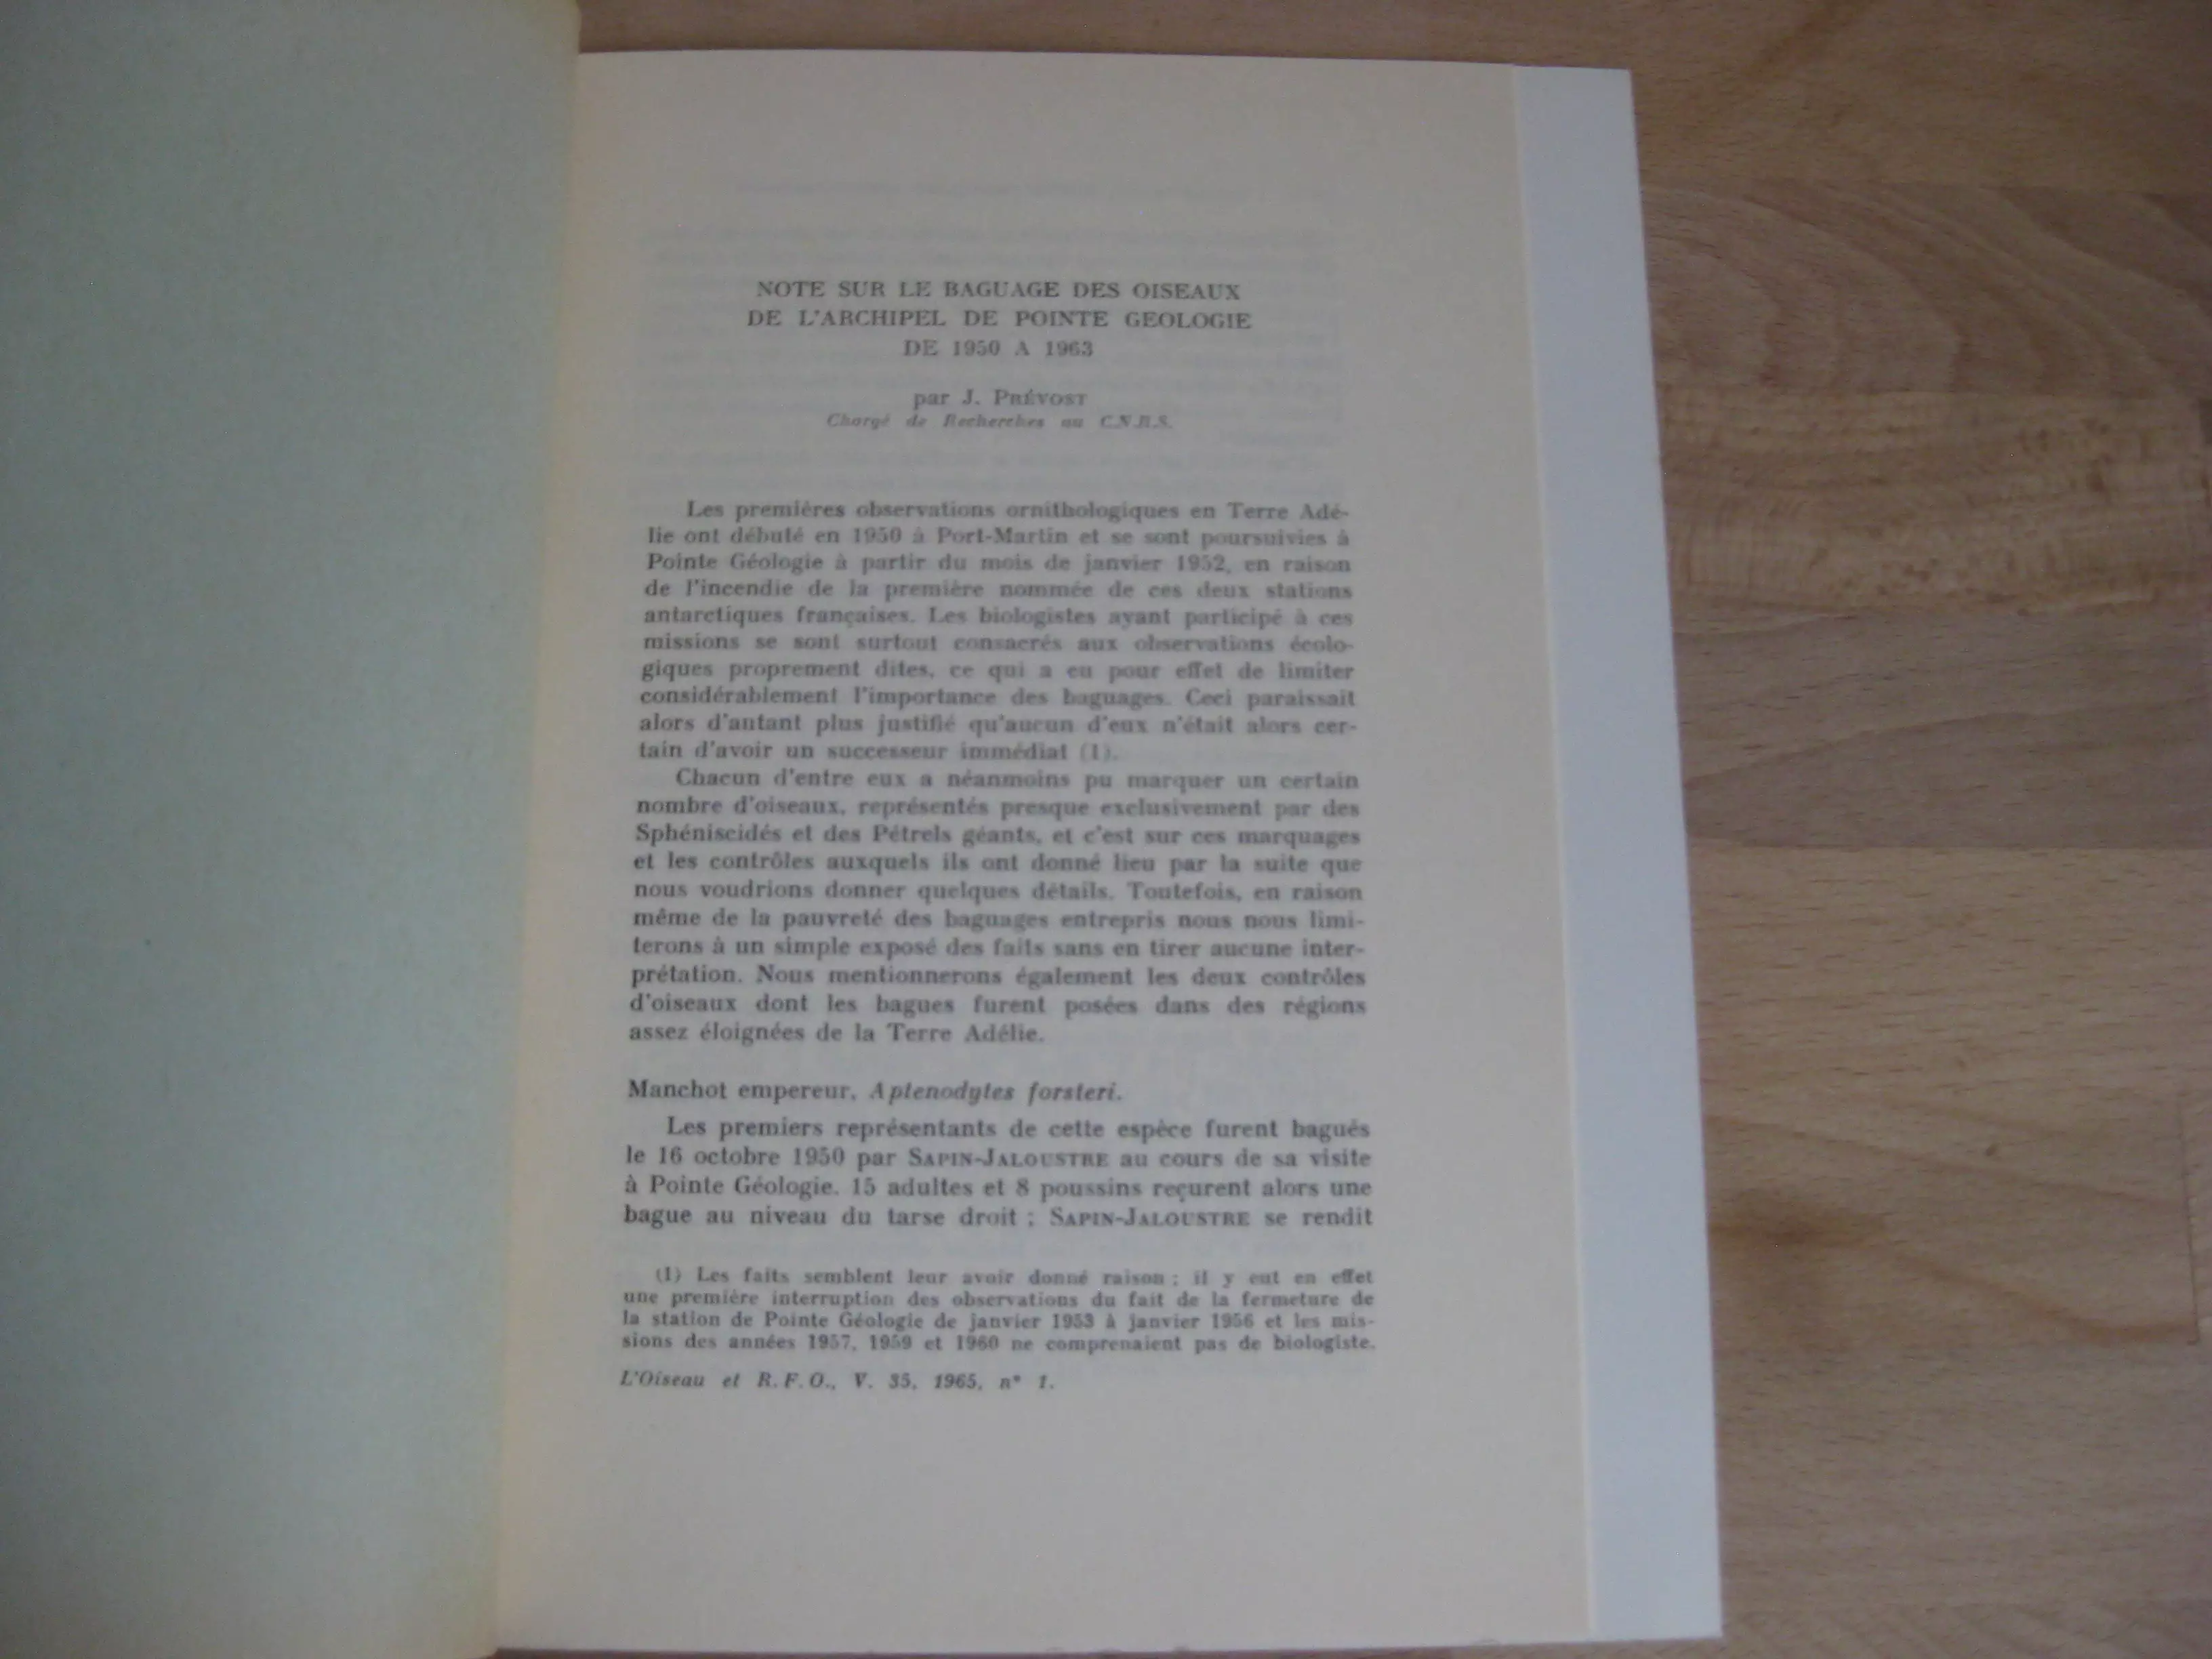 NOTE SUR LE BAGUAGE DES OISEAUX
DE L'ARCHIPEL DE POINTE GEOLOGIE
DE 1950 A 1963
par J. PRÉVOST
Chargé de Recherches au C.N.R.S.
Les premières observations ornithologiques en Terre Adé-
lie ont débuté en 1950 à Port-Martin et se sont poursuivies à
Pointe Géologie à partir du mois de janvier 1952, en raison
de l'incendie de la première nommée de ces deux stations
antarctiques françaises. Les biologistes ayant participé à ces
missions se sont surtout consacrés aux observations écolo-
giques proprement dites, ce qui a eu pour effet de limiter
considérablement l'importance des baguages. Ceci paraissait
alors d'autant plus justifié qu'aucun d'eux n'était alors cer-
tain d'avoir un successeur immédiat (1).
Chacun d'entre eux a néanmoins pu marquer un certain
nombre d'oiseaux, représentés presque exclusivement par des
Sphéniscidés et des Pétrels géants, et c'est sur ces marquages
et les contrôles auxquels ils ont donné lieu par la suite que
nous voudrions donner quelques détails. Toutefois, en raison
même de la pauvreté des baguages entrepris nous nous limi-
terons à un simple exposé des faits sans en tirer aucune inter-
prétation. Nous mentionnerons également les deux contrôles
d'oiseaux dont les bagues furent posées dans des régions
assez éloignées de la Terre Adélie.
Manchot empereur, Aptenodytes forsteri.
Les premiers représentants de cette espèce furent bagués
le 16 octobre 1950 par SAPIN-JALOUSTRE au cours de sa visite
à Pointe Géologie. 15 adultes et 8 poussins reçurent alors une
bague au niveau du tarse droit ; SAPIN-JALOUSTRE se rendit
(1) Les faits semblent leur avoir donné raison ; il y eut en effet
une première interruption des observations du fait de la fermeture de
la station de Pointe Géologie de janvier 1953 à janvier 1956 et les mis-
sions des années 1957, 1959 et 1960 ne comprenaient pas de biologiste.
L'Oiseau et R.F.O., V. 35, 1965, n° 1.